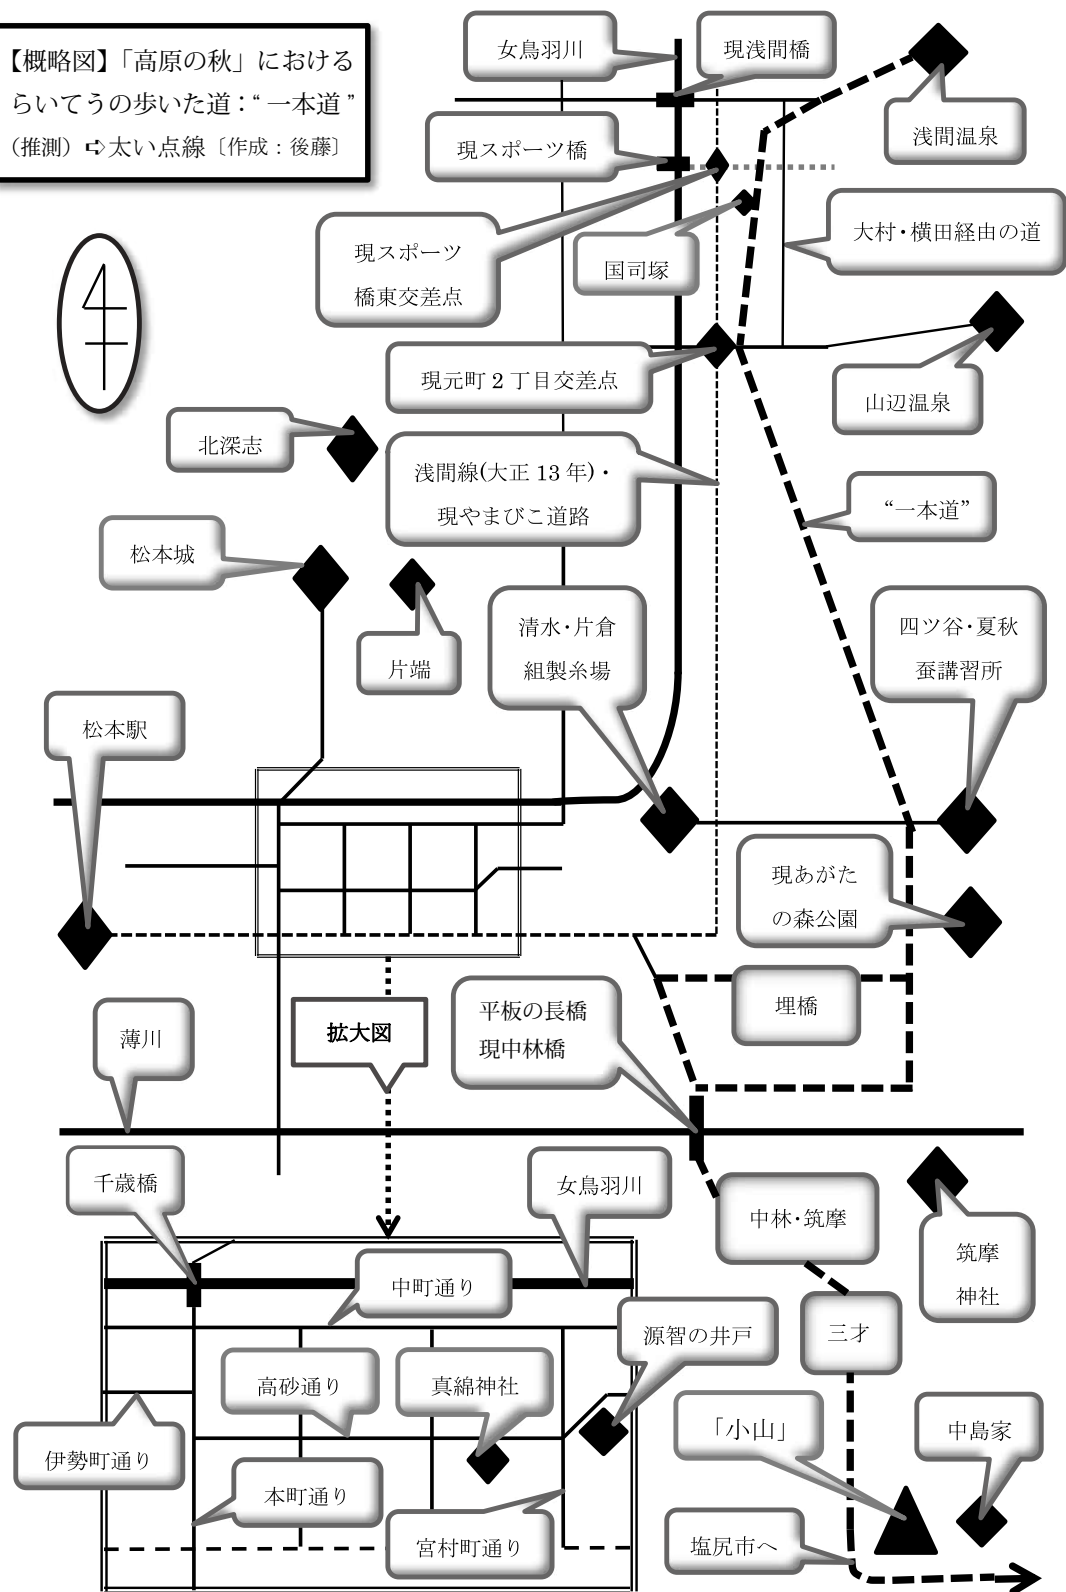 【概略図】「高原の秋」における
らいてうの歩いた道：“一本道”
（推測）➪太い点線〔作成：後藤〕
女鳥羽川
現浅間橋
浅間温泉
現スポーツ橋
現スポーツ
橋東交差点
国司塚
大村・横田経由の道
現元町２丁目交差点
山辺温泉
北深志
浅間線(大正 13 年)・
現やまびこ道路
“一本道”
松本城
片端
清水・片倉
組製糸場
四ツ谷・夏秋
蚕講習所
松本駅
現あがた
の森公園
埋橋
平板の長橋
現中林橋
薄川
拡大図
千歳橋
女鳥羽川
中林・筑摩
筑摩
神社
中町通り
源智の井戸
三才
高砂通り
真綿神社
「小山」
中島家
伊勢町通り
本町通り
宮村町通り
塩尻市へ